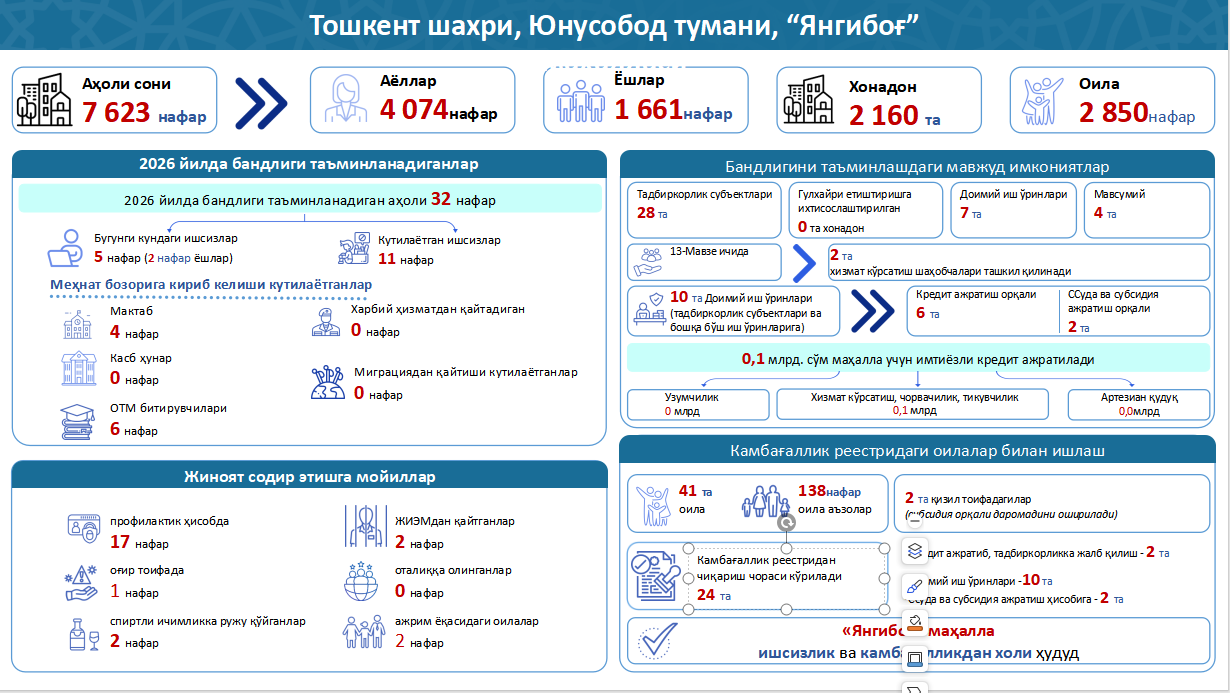 Тошкент шахри, Юнусобод тумани, “Янгибоғ”
Аҳоли сони
7 623 нафар
Аёллар
4 074 нафар
Ёшлар
1 661 нафар
Хонадон
2 160 та
Оила
2 850 нафар
2026 йилда бандлиги таъминланадиганлар
2026 йилда бандлиги таъминланадиган аҳоли 32 нафар
Бугунги кундаги ишсизлар
5 нафар (2 нафар ёшлар)
Кутилаётган ишсизлар
11 нафар
Меҳнат бозорига кириб келиши кутилаётганлар
Мактаб
4 нафар
Харбий ҳизматдан қайтадиган
0 нафар
Касб ҳунар
0 нафар
Миграциядан қайтиши кутилаётганлар
0 нафар
ОТМ битирувчилари
6 нафар
Бандлигини таъминлашдаги мавжуд имкониятлар
Тадбиркорлик субъектлари
28 та
Гулхайри етиштиришга
ихтисослаштирилган
0 та хонадон
Доимий иш ўринлари
7 та
Мавсумий
4 та
13-Мавзе ичида
2 та
хизмат кўрсатиш шаҳобчалари ташкил қилинади
10 та Доимий иш ўринлари
(тадбиркорлик субъектлари ва
бошқа бўш иш ўринларига)
Кредит ажратиш орқали
6 та
ССуда ва субсидия
ажратиш орқали
2 та
0,1 млрд. сўм маҳалла учун имтиёзли кредит ажратилади
Узумчилик
0 млрд
Хизмат кўрсатиш, чорвачилик, тикувчилик
0,1 млрд
Артезиан қудуқ
0,0млрд
Жиноят содир этишга мойиллар
профилактик ҳисобда
17 нафар
ЖИЭМдан қайтганлар
2 нафар
оғир тоифада
1 нафар
оталиққа олинганлар
0 нафар
спиртли ичимликка ружу қўйганлар
2 нафар
ажрим ёқасидаги оилалар
2 нафар
Камбағаллик реестридаги оилалар билан ишлаш
41 та
оила
138нафар
оила аъзолар
2 та қизил тоифадагилар
(субсидия орқали даромадини оширилади)
Камбағаллик реестридан
чиқариш чораси кўрилади
24 та
ажратиб, тадбиркорликка жалб қилиш - 2 та
иш ўринлари -10 та
Ссуда ва субсидия ажратиш ҳисобига - 2 та
маҳалла
ишсизлик ва холи ҳудуд